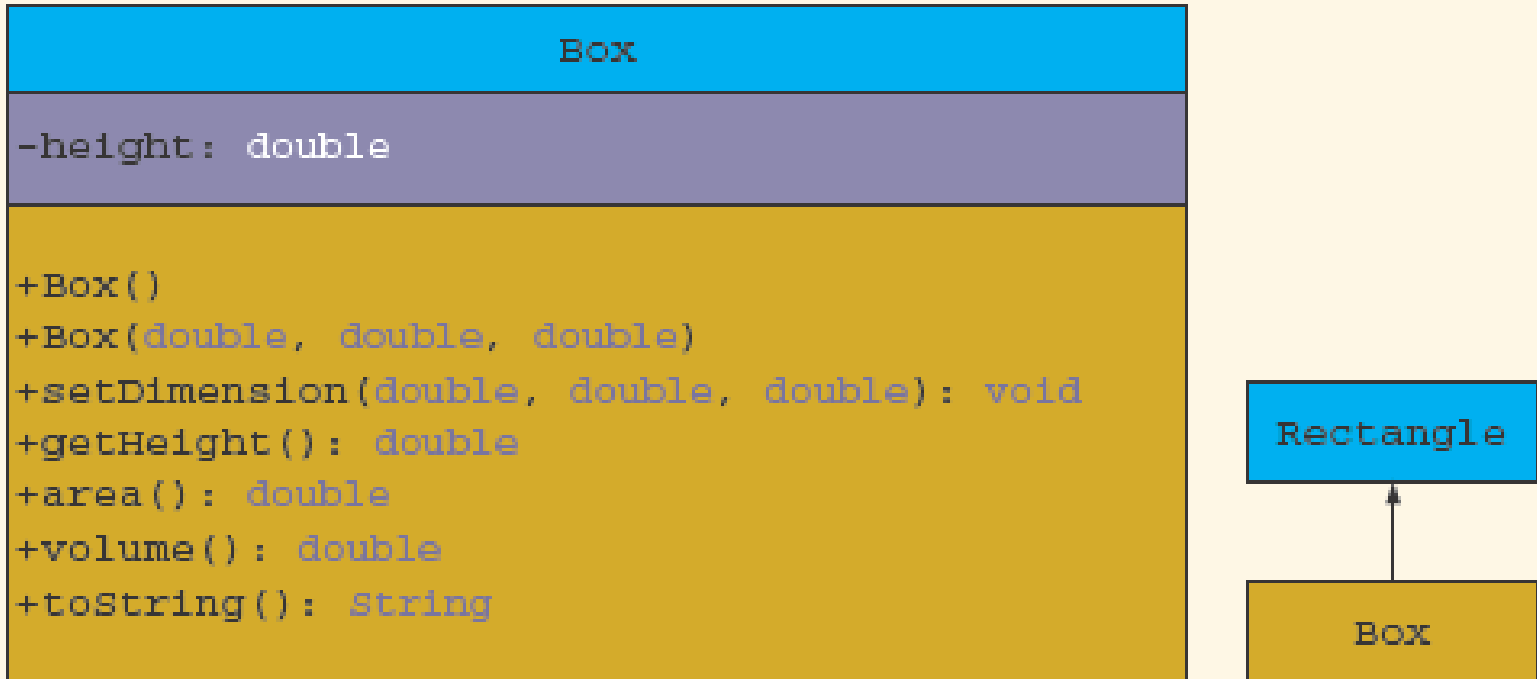 Box
-height: double
+Box()
+Box(double, double, double)
+setDimension(double, double, double): void
+getHeight(): double
+area(): double
+volume(): double
+toString(): String
Rectangle
Box